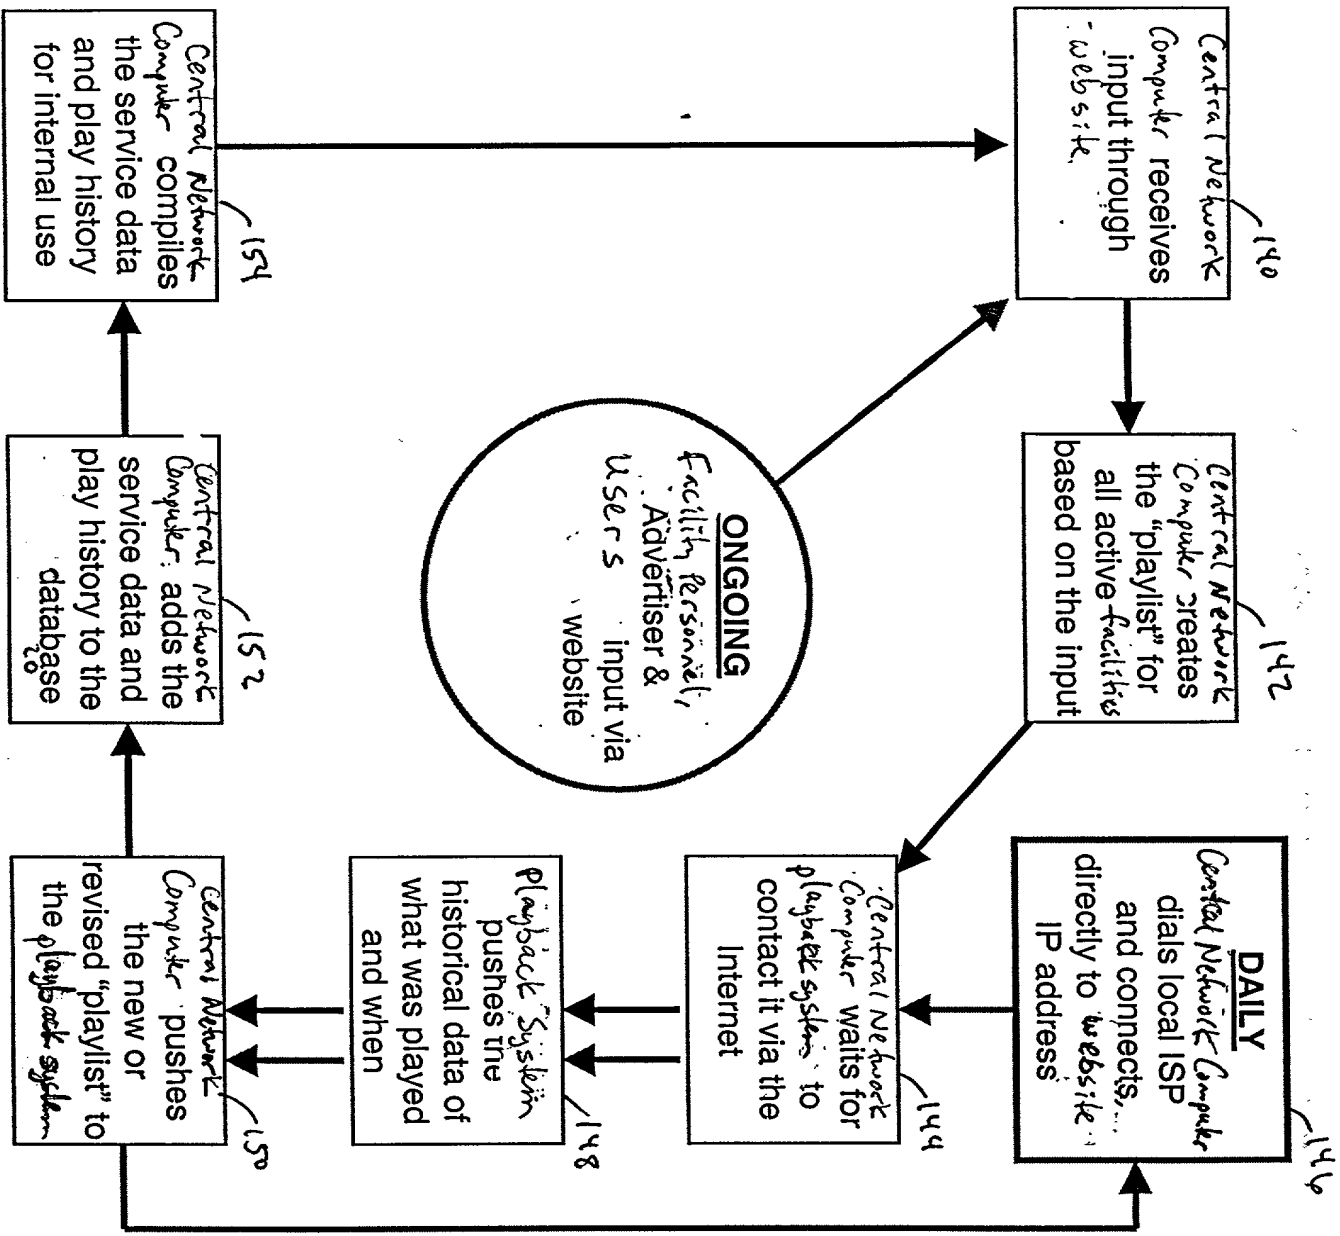 140
Central Network
Computer receives
input through
website
142
Central Network
Computer creates
the "playlist" for
all active facilities
based on the input
146
DAILY
Central Network Computer
dials local ISP
and connects
directly to website
IP address
144
Central Network
Computer waits for
playback system to
contact it via the
Internet
148
Playback System
pushes the
historical data of
what was played
and when
150
Central Network
Computer pushes
the new or
revised "playlist" to
the playback system
152
Central Network
Computer adds the
service data and
play history to the
database
20
154
Central Network
Computer compiles
the service data
and play history
for internal use
ONGOING
Facility Personnel,
Advertiser &
Users input via
website